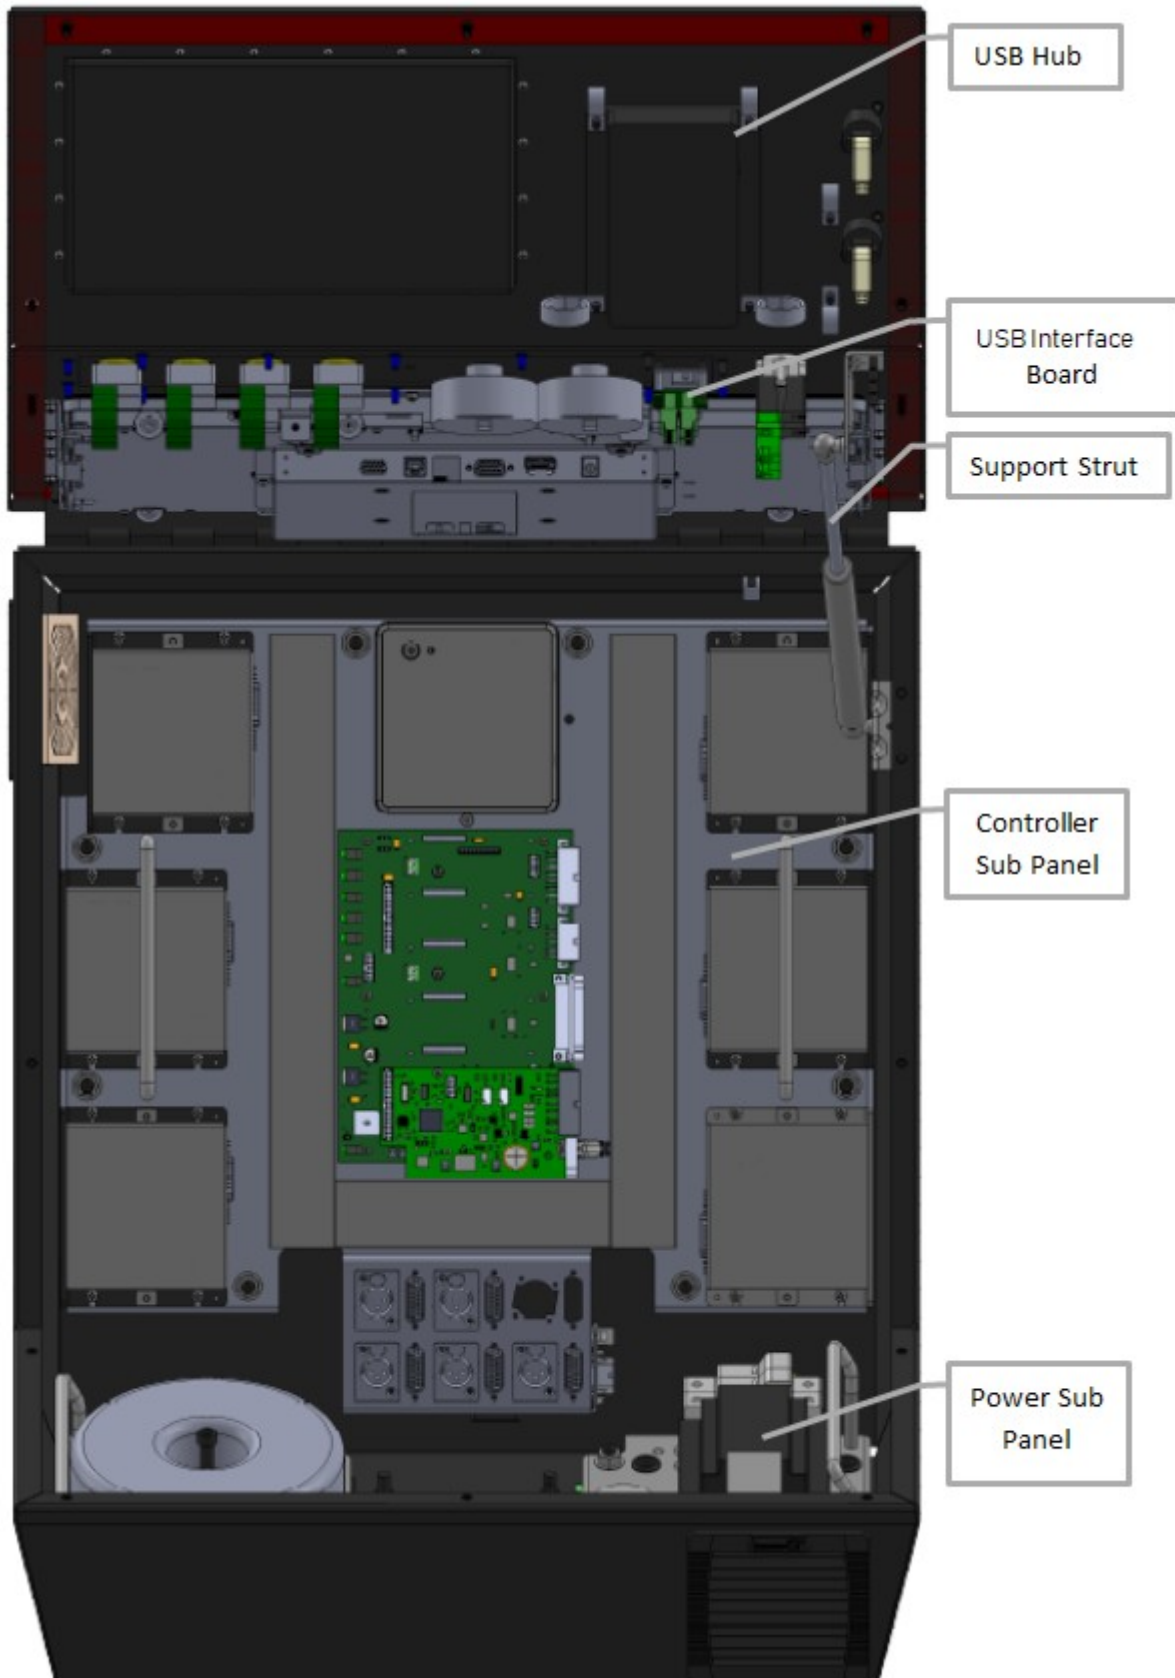 USB Hub
USB Interface
Board
Support Strut
Controller
Sub Panel
Power Sub
Panel